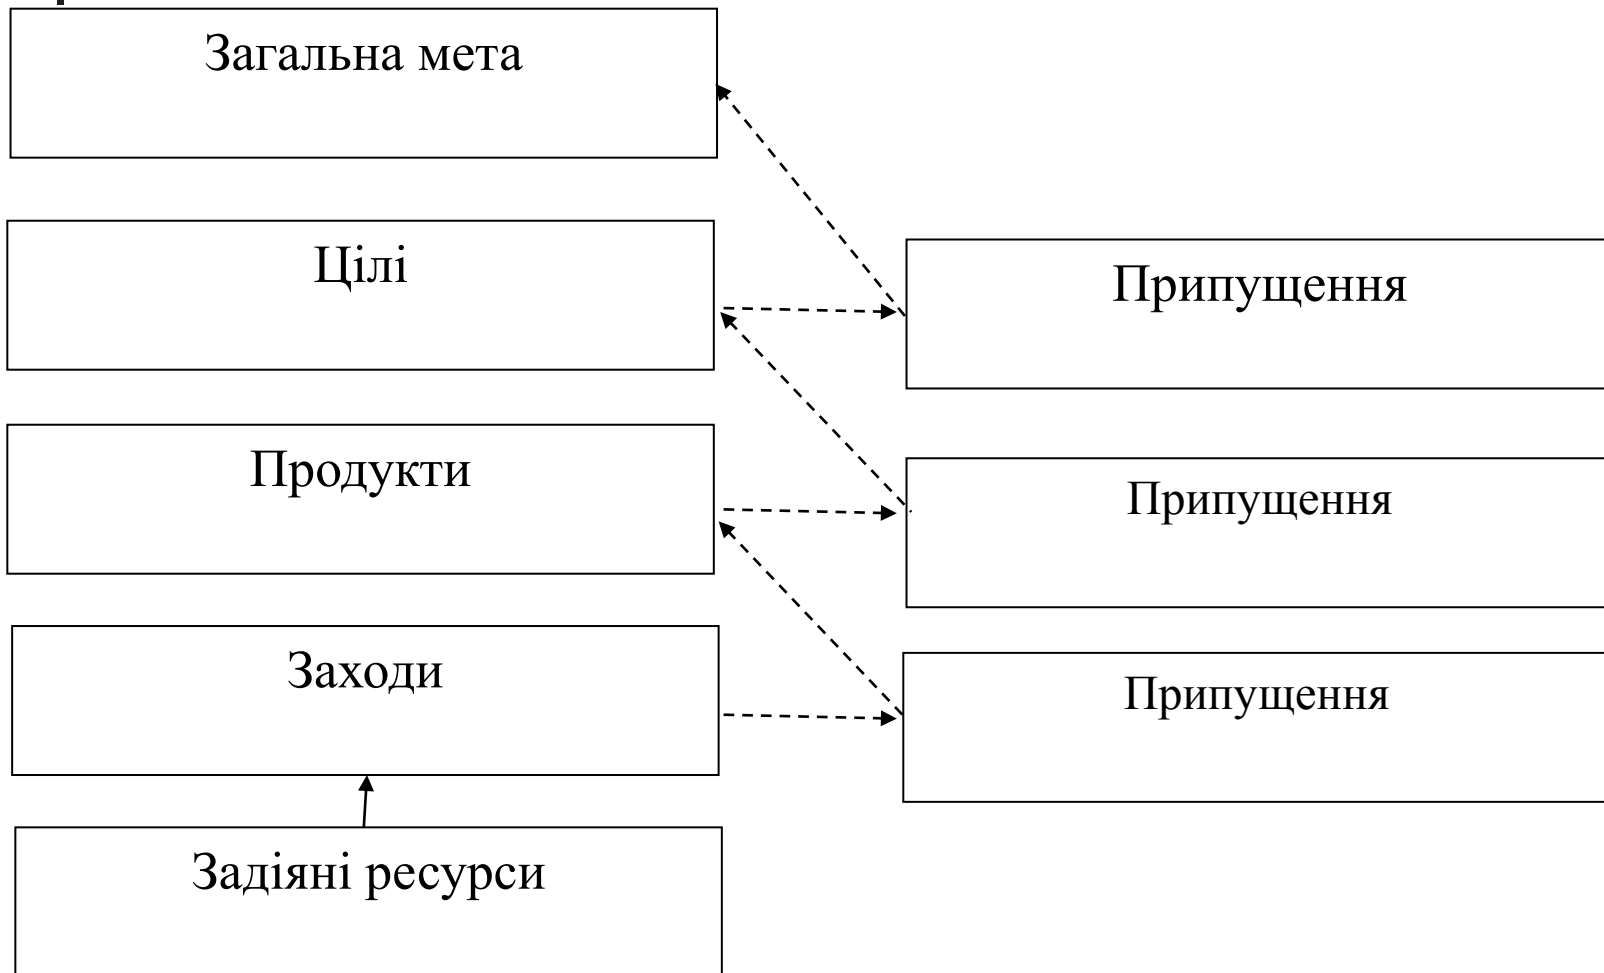 Загальна мета
Цілі
Припущення
Продукти
Припущення
Заходи
Припущення
Задіяні ресурси